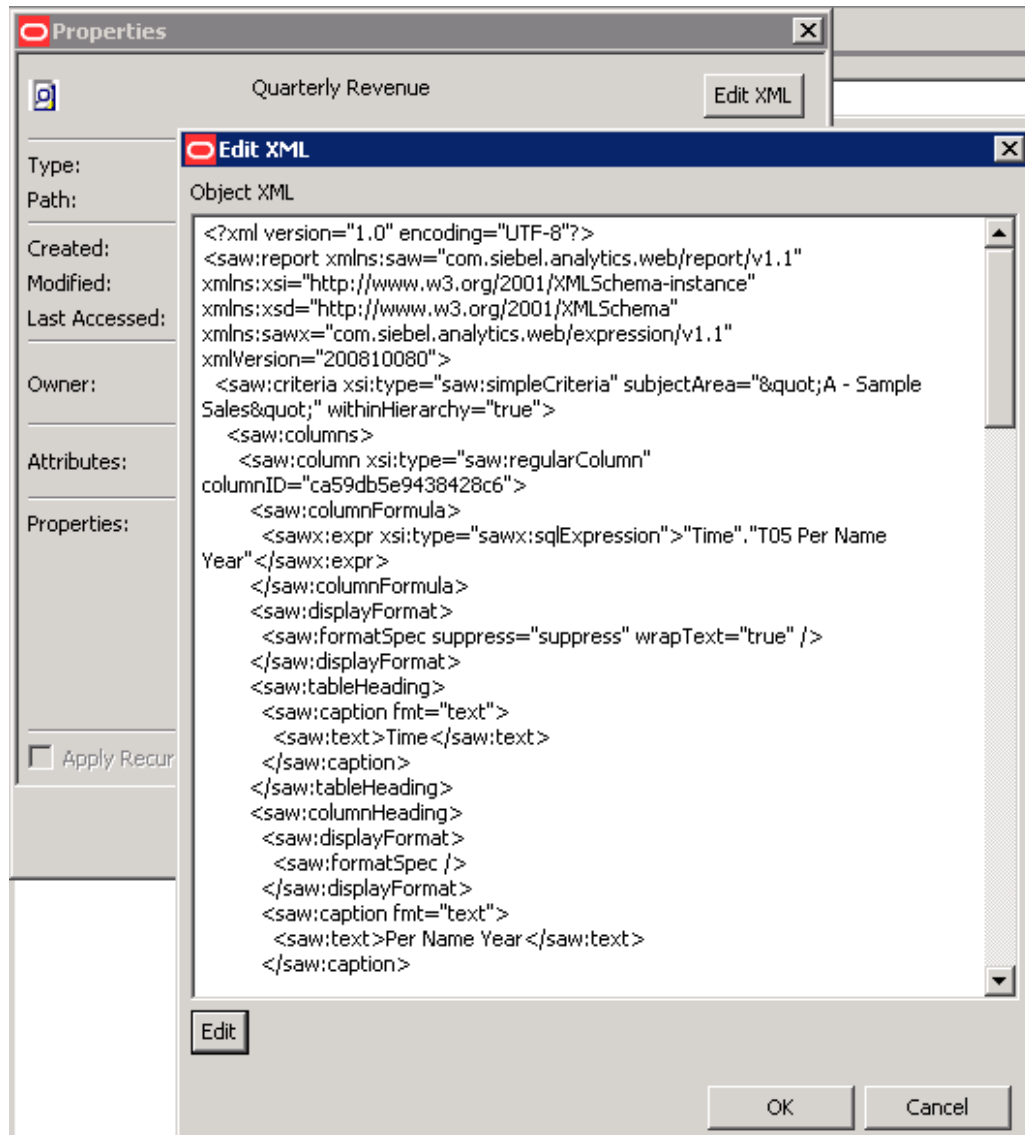 Properties
Quarterly Revenue
Edit XML
Type:
Path:
Created:
Modified:
Last Accessed:
Owner:
Attributes:
Properties:
Apply Recur
Edit XML
Object XML
<?xml version="1.0" encoding="UTF-8"?>
<saw:report xmlns:saw="com.siebel.analytics.web/report/v1.1"
xmlns:xsi="http://www.w3.org/2001/XMLSchema-instance"
xmlns:xsd="http://www.w3.org/2001/XMLSchema"
xmlns:sawx="com.siebel.analytics.web/expression/v1.1"
xmlVersion="200810080">
<saw:criteria xsi:type="saw:simpleCriteria" subjectArea="&quot;A - Sample
Sales&quot;" withinHierarchy="true">
<saw:columns>
<saw:column xsi:type="saw:regularColumn"
columnID="ca59db5e9438428c6">
<saw:columnFormula>
<sawx:expr xsi:type="sawx:sqlExpression">"Time"."T05 Per Name
Year"</sawx:expr>
</saw:columnFormula>
<saw:displayFormat>
<saw:formatSpec suppress="suppress" wrapText="true" />
</saw:displayFormat>
<saw:tableHeading>
<saw:caption fmt="text">
<saw:text>Time</saw:text>
</saw:caption>
</saw:tableHeading>
<saw:columnHeading>
<saw:displayFormat>
<saw:formatSpec />
</saw:displayFormat>
<saw:caption fmt="text">
<saw:text>Per Name Year</saw:text>
</saw:caption>
Edit
OK
Cancel